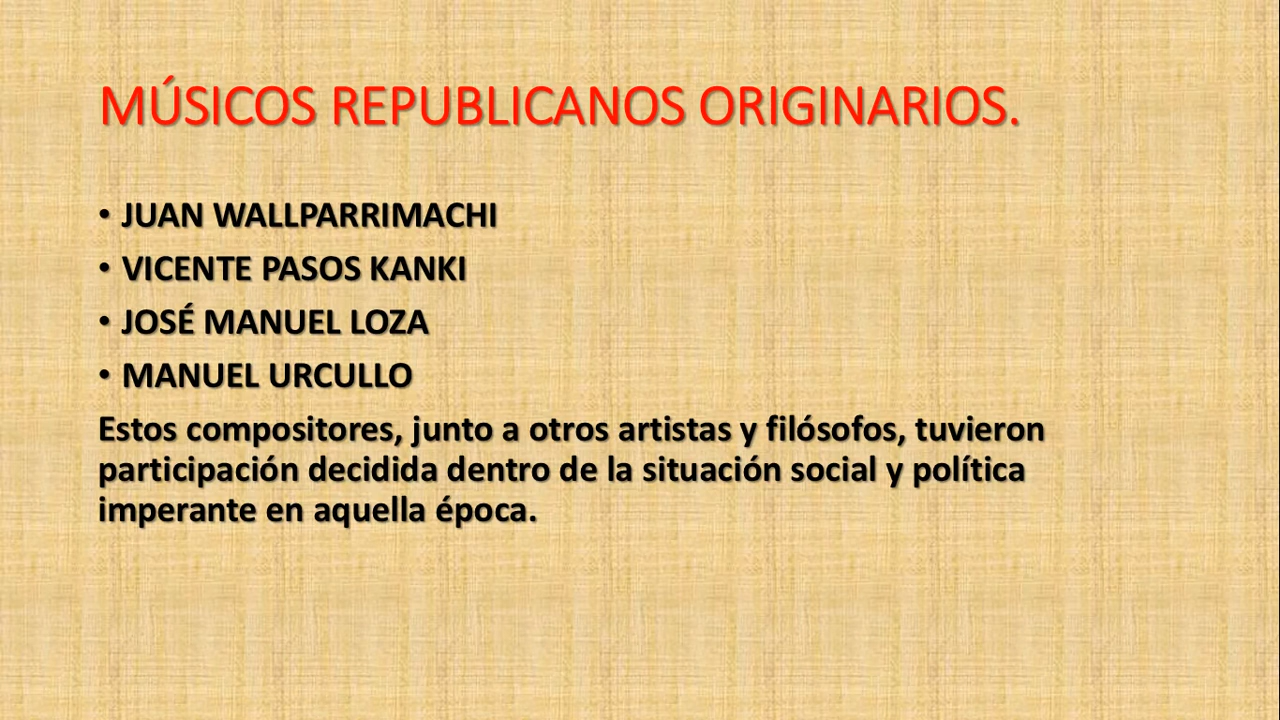 MÚSICOS REPUBLICANOS ORIGINARIOS.
• JUAN WALLPARRIMACHI
• VICENTE PASOS KANKI
• JOSÉ MANUEL LOZA
• MANUEL URCULLO
Estos compositores, junto a otros artistas y filósofos, tuvieron
participación decidida dentro de la situación social y política
imperante en aquella época.